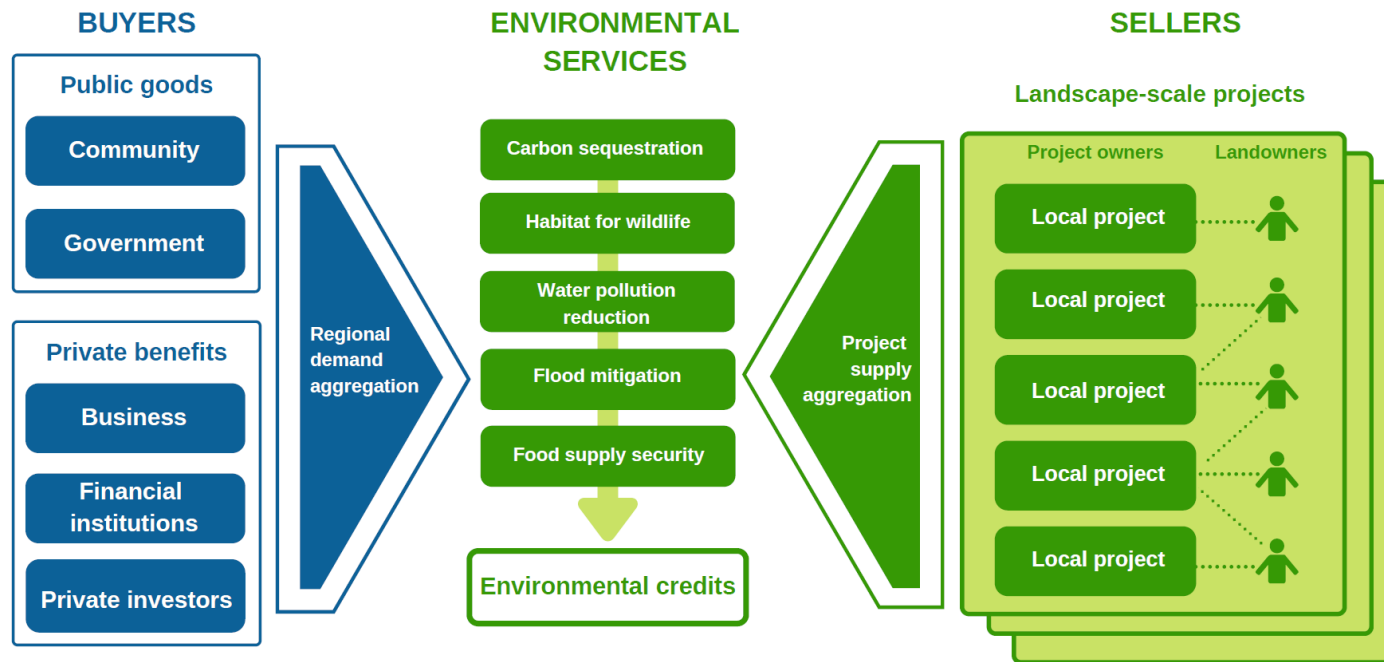 BUYERS
Public goods
Community
Government
Private benefits
Business
Financial
institutions
Private investors
Regional
demand
aggregation
ENVIRONMENTAL
SERVICES
Carbon sequestration
Habitat for wildlife
Water pollution
reduction
Flood mitigation
Food supply security
Environmental credits
Project
supply
aggregation
SELLERS
Landscape-scale projects
Project owners
Landowners
Local project
Local project
Local project
Local project
Local project